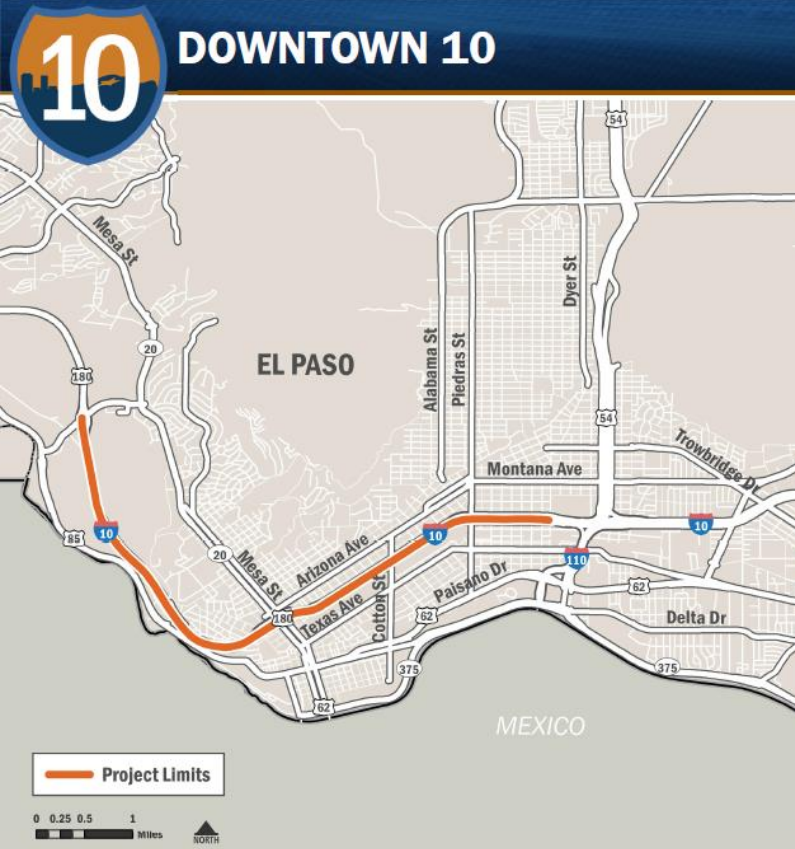 10
DOWNTOWN 10
54
Mesa St
Dyer St
20
Alabama St
Piedras St
EL PASO
180
54
Trowbridge Dr
Montana Ave
10
10
10
85
20
Arizona Ave
110
Mesa St
Paisano Dr
62
Cotton St
Texas Ave
180
62
Delta Dr
375
375
62
MEXICO
Project Limits
0 0.25 0.5 1
Miles
NORTH